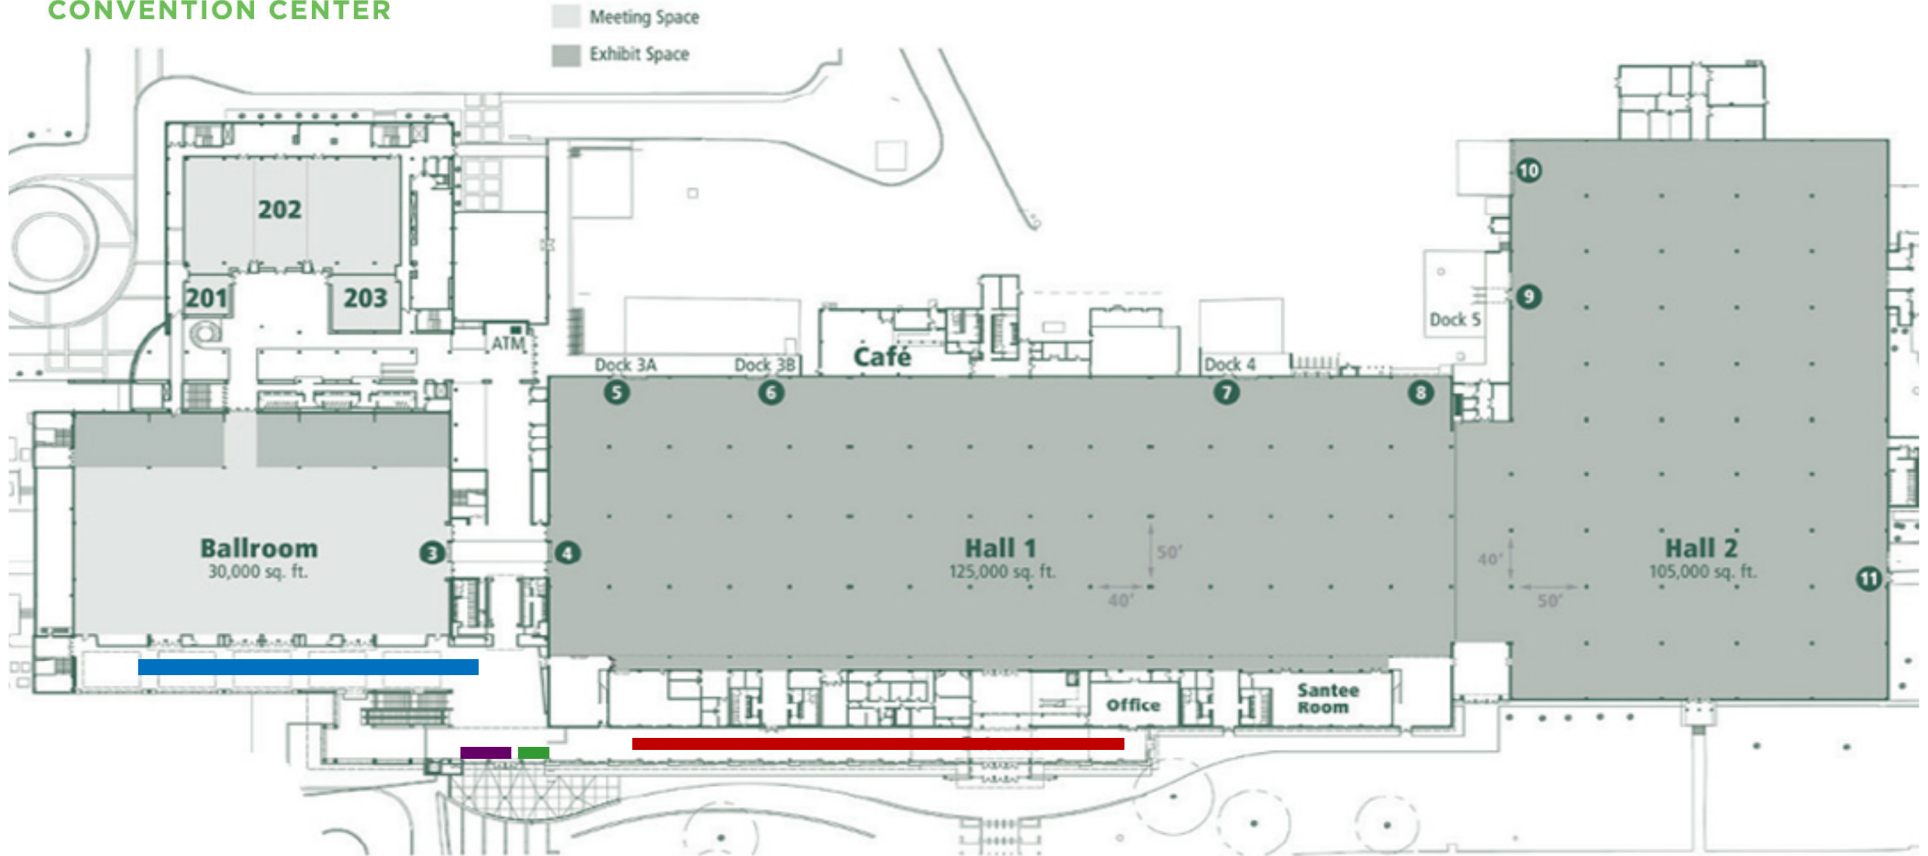 CONVENTION CENTER
Meeting Space
Exhibit Space
202
201
203
ATM
10
9
Dock 5
Café
Dock 3A
Dock 3B
Dock 4
5
6
7
8
Ballroom
30,000 sq. ft.
3
4
Hall 1
125,000 sq. ft.
50'
40'
Hall 2
105,000 sq. ft.
40'
50'
11
Office
Santee
Room